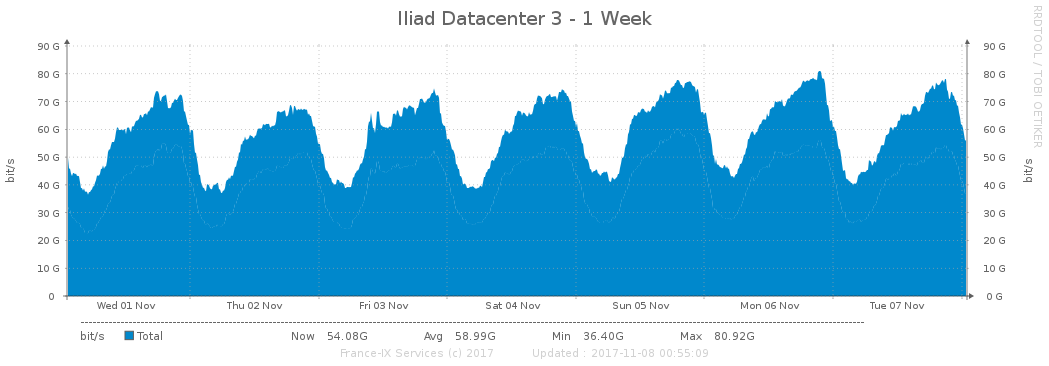 Iliad Datacenter 3 - 1 Week
RRDTOOL / TOBI OETIKER
90 G 90 G
80 G 80 G
70 G 70 G
60 G 60 G
50 G 50 G
40 G 40 G
30 G 30 G
20 G 20 G
10 G 10 G
0 0 G
bit/s bit/s
Wed 01 Nov Thu 02 Nov Fri 03 Nov Sat 04 Nov Sun 05 Nov Mon 06 Nov Tue 07 Nov
bit/s Total Now 54.08G Avg 58.99G Min 36.40G Max 80.92G
France-IX Services (c) 2017 Updated : 2017-11-08 00:55:09